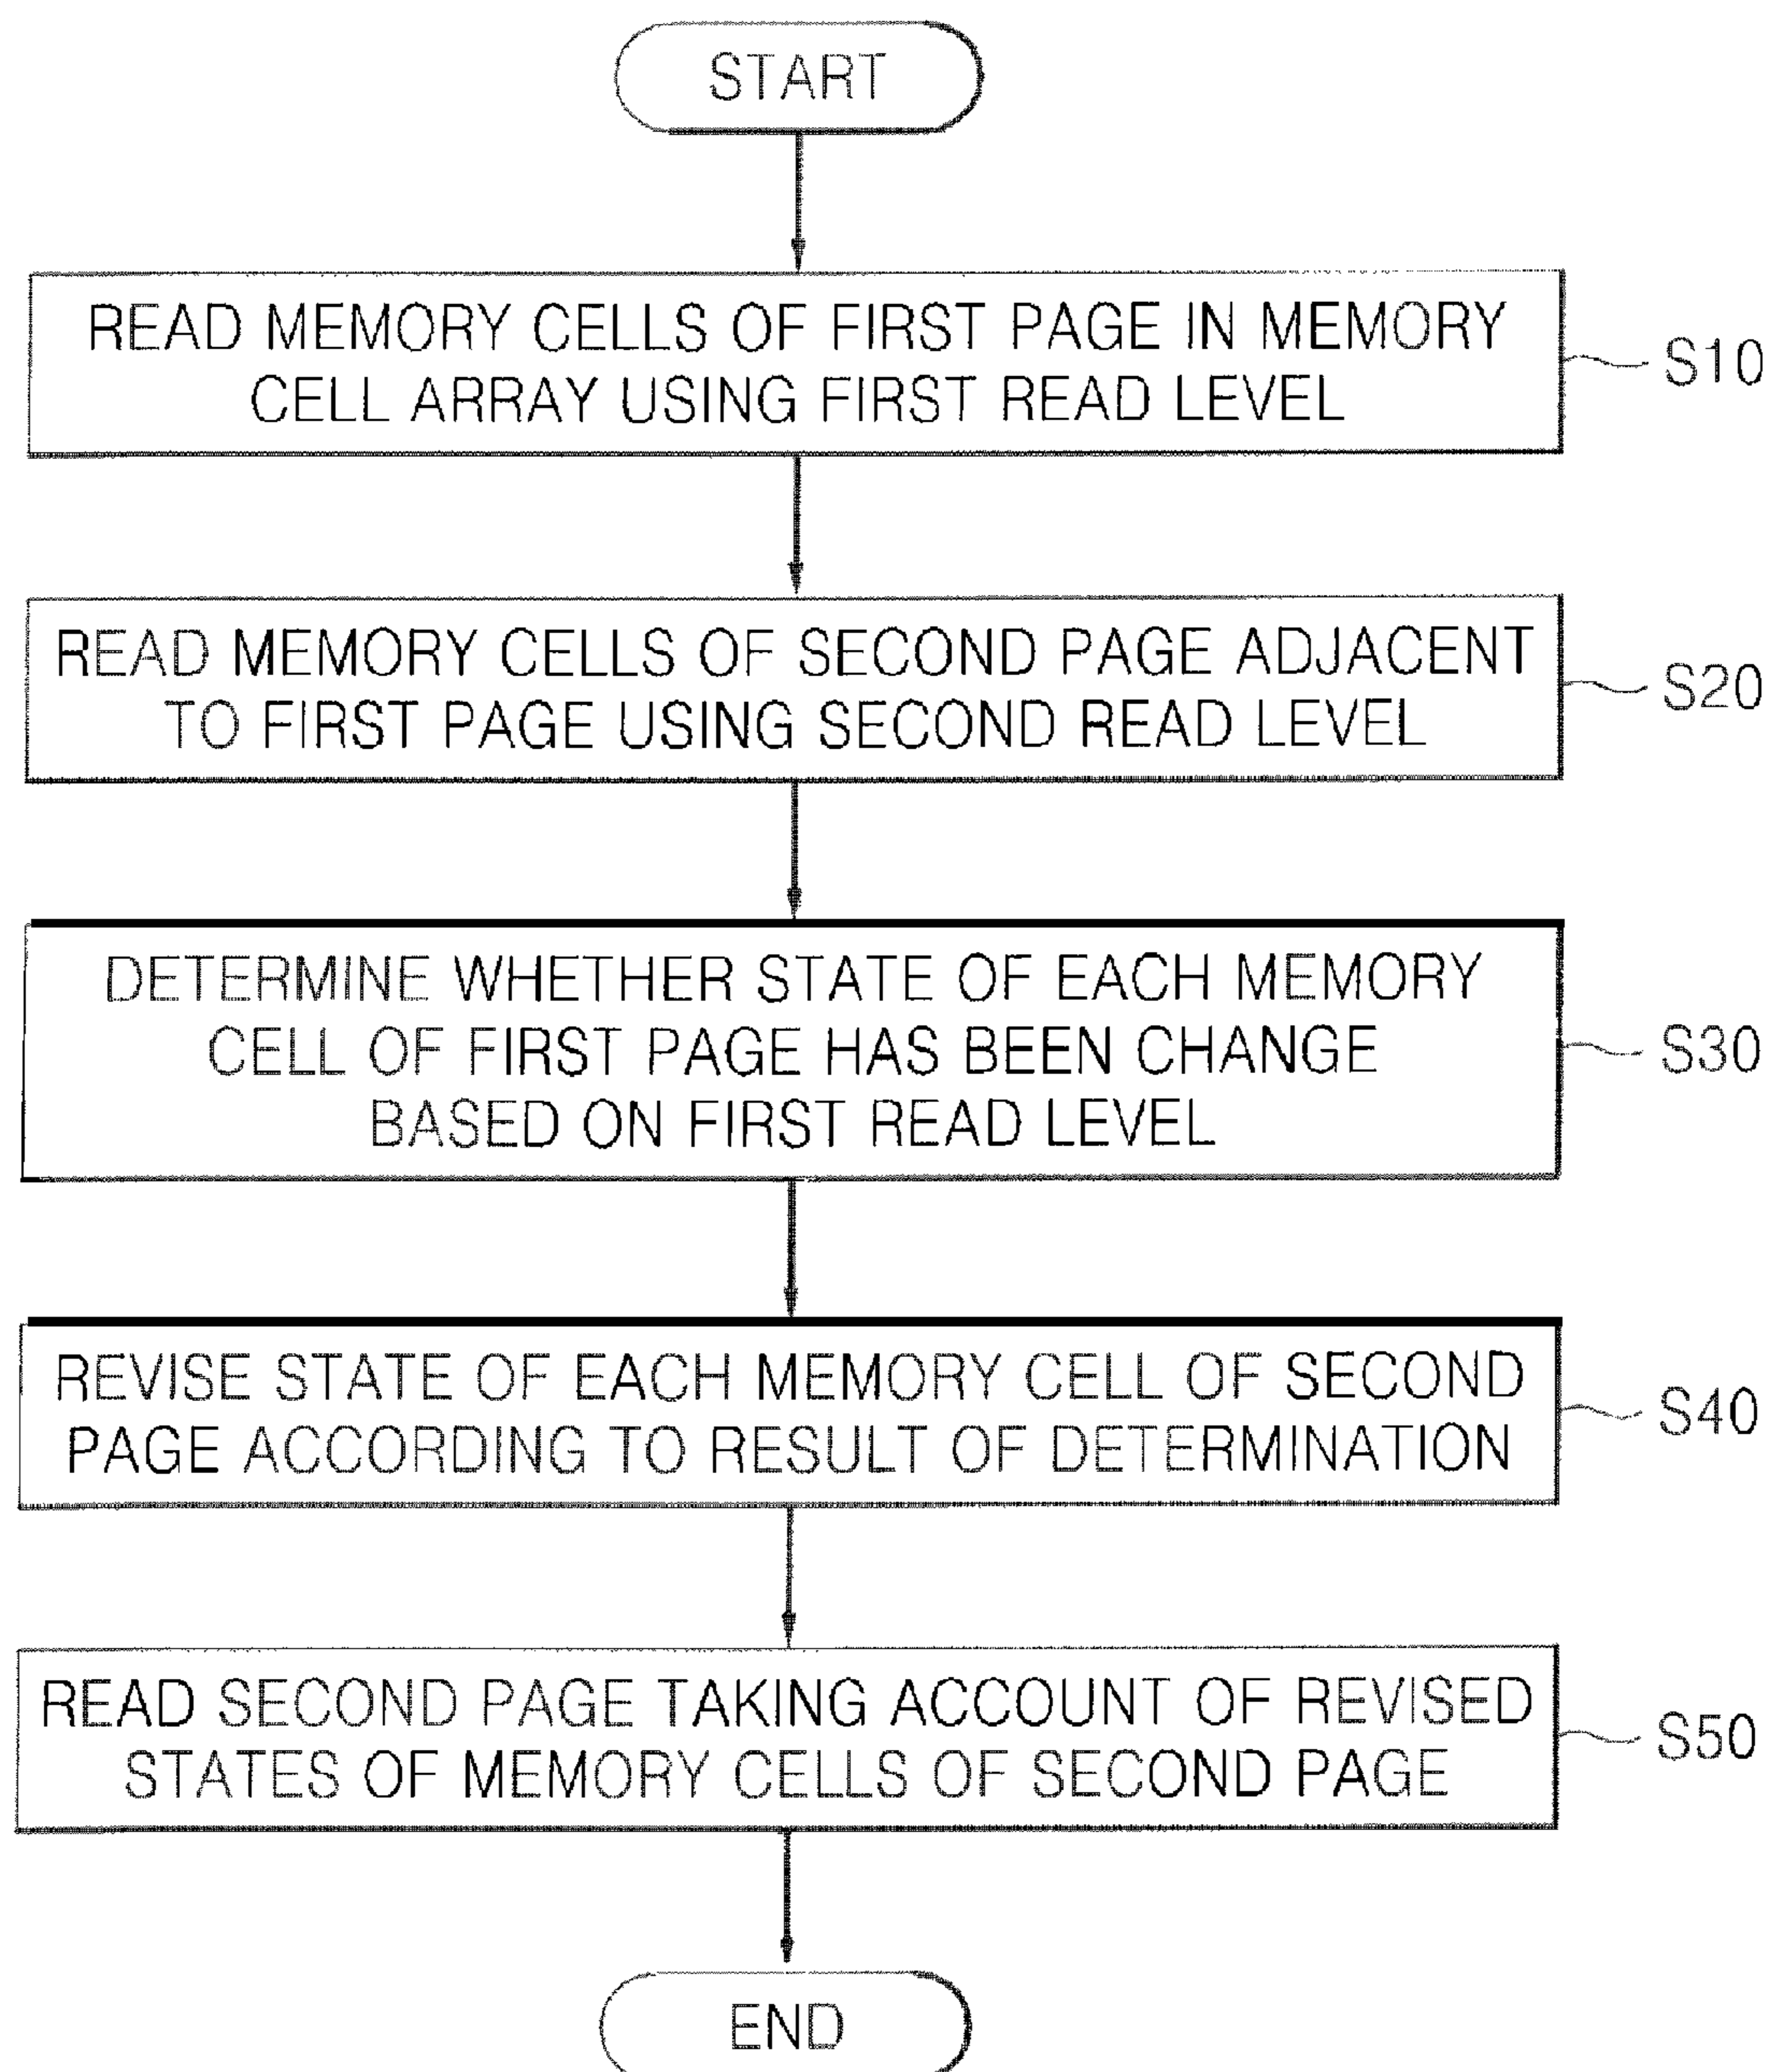 START
READ MEMORY CELLS OF FIRST PAGE IN MEMORY
CELL ARRAY USING FIRST READ LEVEL
S10
READ MEMORY CELLS OF SECOND PAGE ADJACENT
TO FIRST PAGE USING SECOND READ LEVEL
S20
DETERMINE WHETHER STATE OF EACH MEMORY
CELL OF FIRST PAGE HAS BEEN CHANGE
BASED ON FIRST READ LEVEL
S30
REVISE STATE OF EACH MEMORY CELL OF SECOND
PAGE ACCORDING TO RESULT OF DETERMINATION
S40
READ SECOND PAGE TAKING ACCOUNT OF REVISED
STATES OF MEMORY CELLS OF SECOND PAGE
S50
END